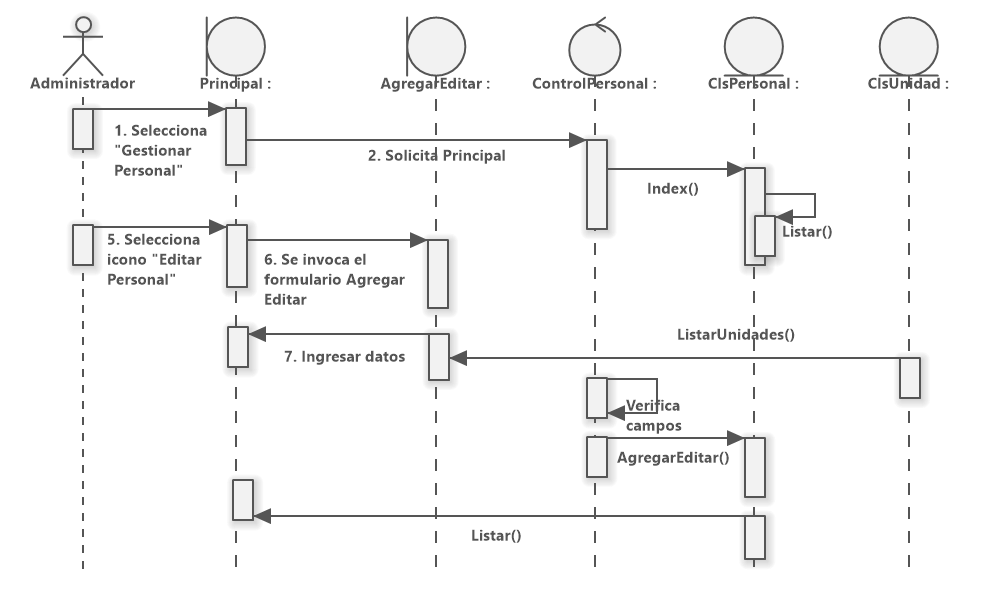 Administrador
Principal :
AgregarEditar :
ControlPersonal :
ClsPersonal :
ClsUnidad :
1. Selecciona
"Gestionar
Personal"
2. Solicita Principal
Index()
Listar()
5. Selecciona
icono "Editar
Personal"
6. Se invoca el
formulario Agregar
Editar
ListarUnidades()
7. Ingresar datos
Verifica
campos
AgregarEditar()
Listar()